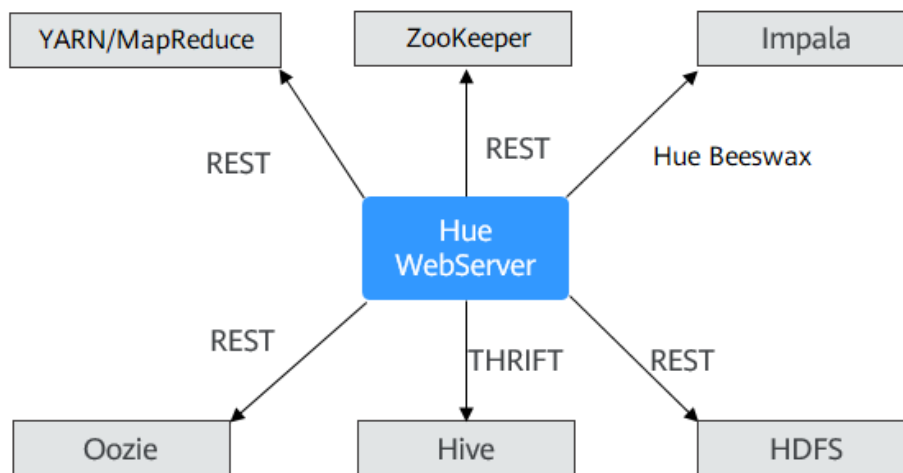 YARN/MapReduce
ZooKeeper
Impala
REST
REST
Hue Beeswax
Hue
WebServer
REST
THRIFT
REST
Oozie
Hive
HDFS